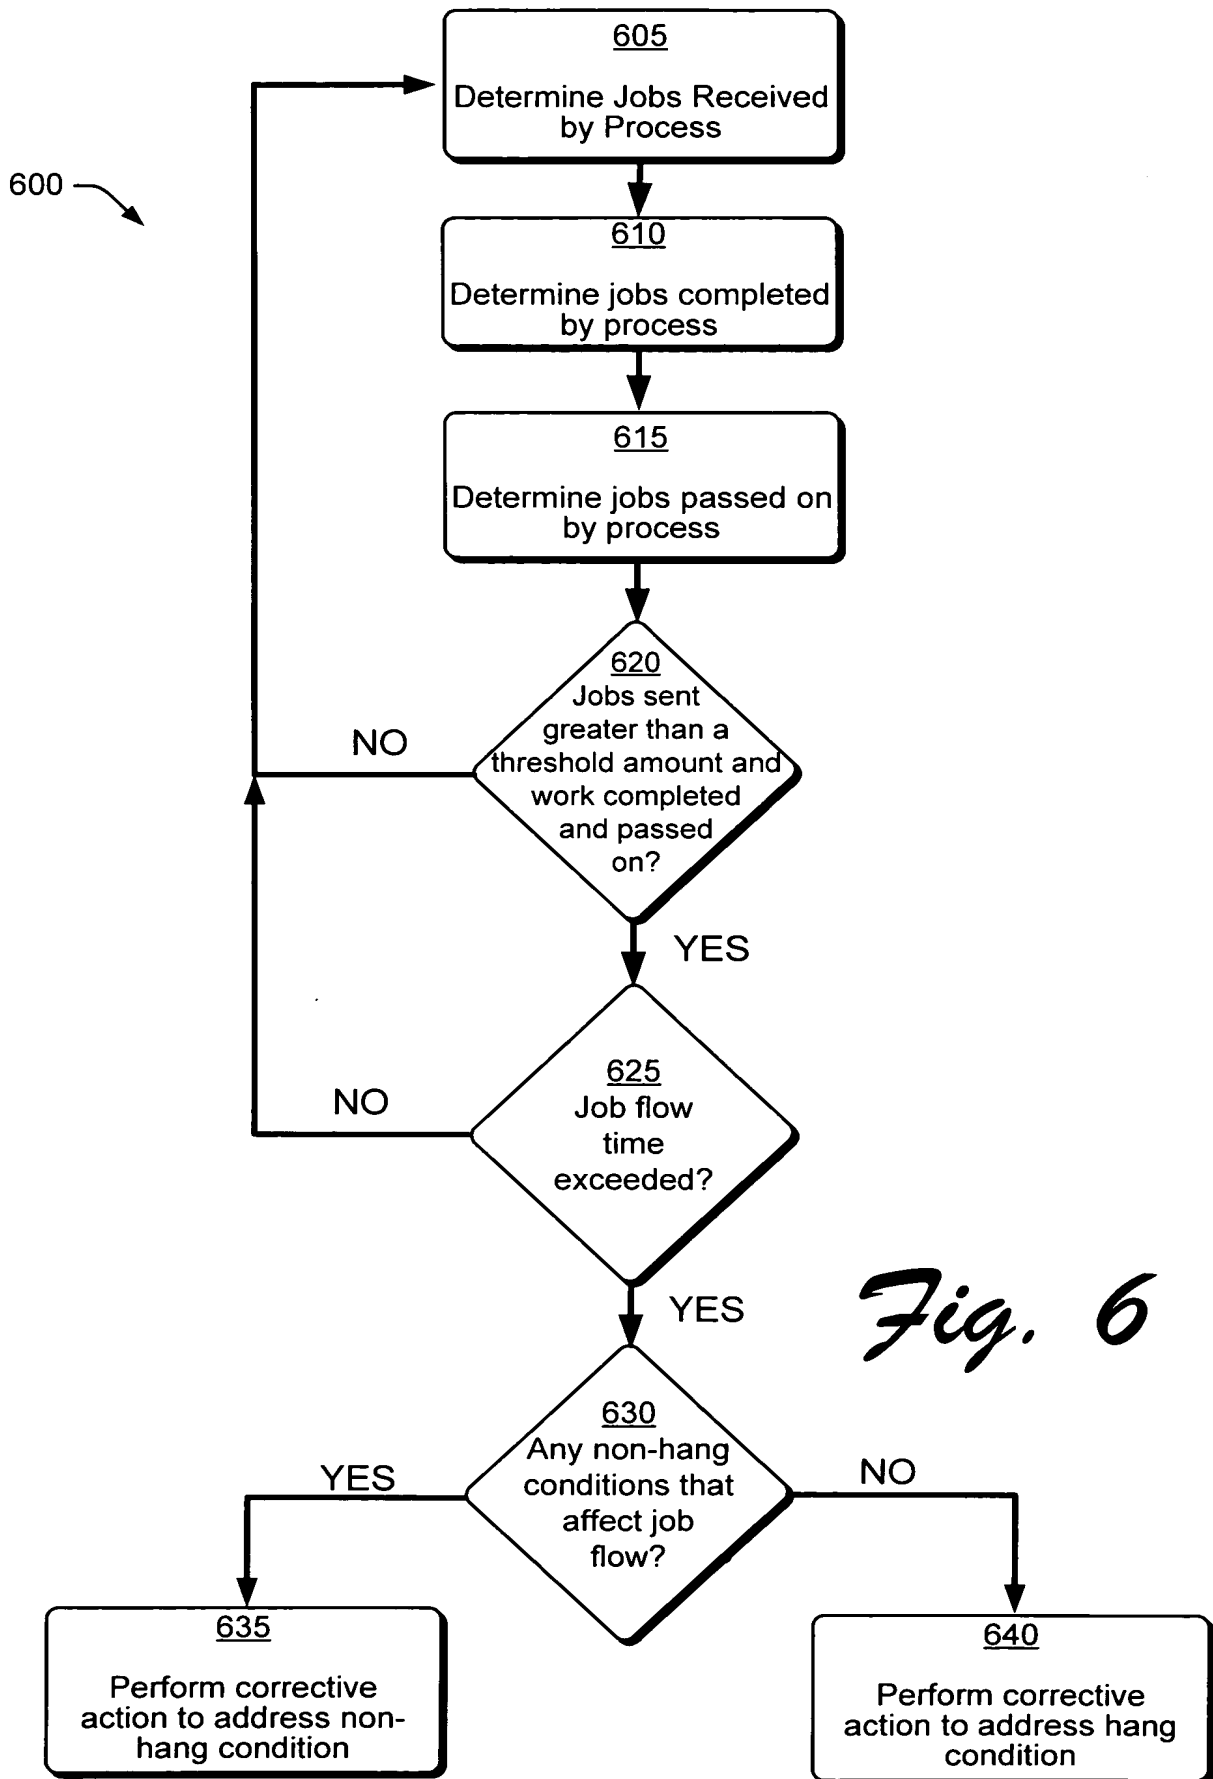 605
Determine Jobs Received
by Process
600
610
Determine jobs completed
by process
615
Determine jobs passed on
by process
620
Jobs sent
greater than a
threshold amount and
work completed
and passed
on?
NO
YES
625
Job flow
time
exceeded?
NO
YES
Fig. 6
630
Any non-hang
conditions that
affect job
flow?
YES
NO
635
Perform corrective
action to address non-
hang condition
640
Perform corrective
action to address hang
condition